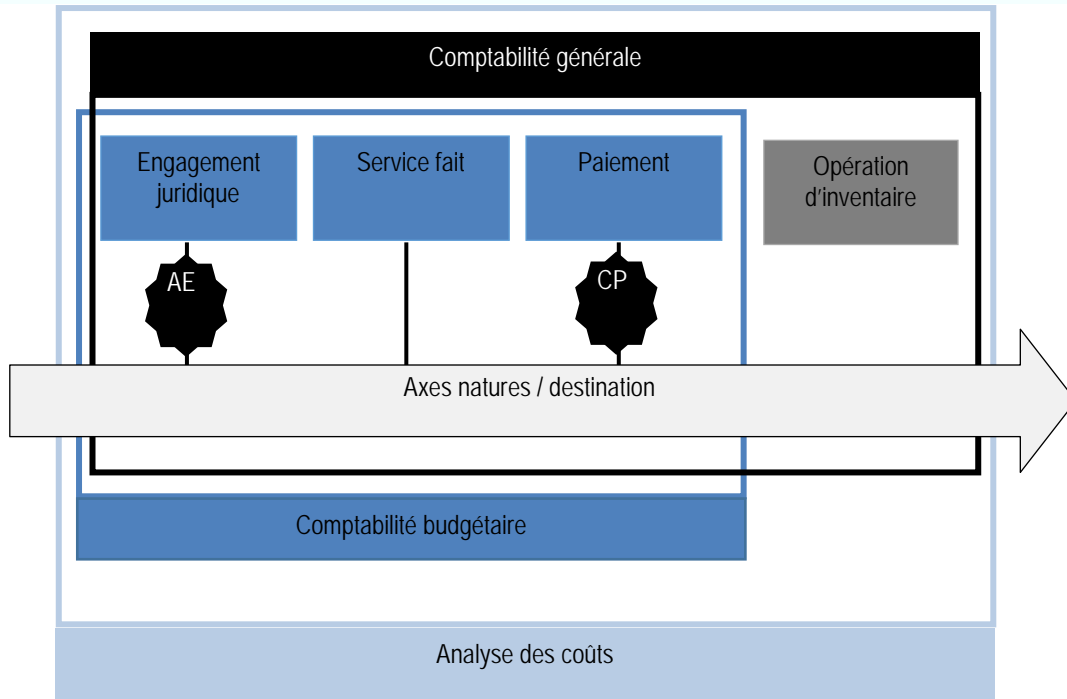 Comptabilité générale
Engagement
juridique
Service fait
Paiement
Opération
d'inventaire
AE
CP
Axes natures / destination
Comptabilité budgétaire
Analyse des coûts